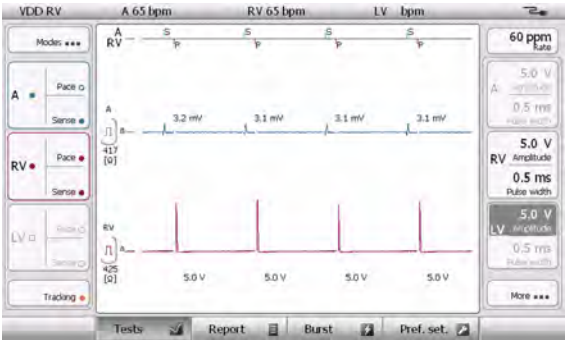 VDD RV A 65 bpm RV 65 bpm LV bpm
Modes
A
Pace
Sense
RV
Pace
Sense
LV
Pace
Sense
Tracking
A S S S S
RV P P P P
A
3.2 mV 3.1 mV 3.1 mV 3.1 mV
B
417
[Ω]
RV
A
425
[Ω]
5.0 V 5.0 V 5.0 V 5.0 V
60 ppm
Rate
5.0 V
A Amplitude
0.5 ms
Pulse width
5.0 V
RV Amplitude
0.5 ms
Pulse width
5.0 V
LV Amplitude
0.5 ms
Pulse width
More
Tests Report Burst Pref. set.